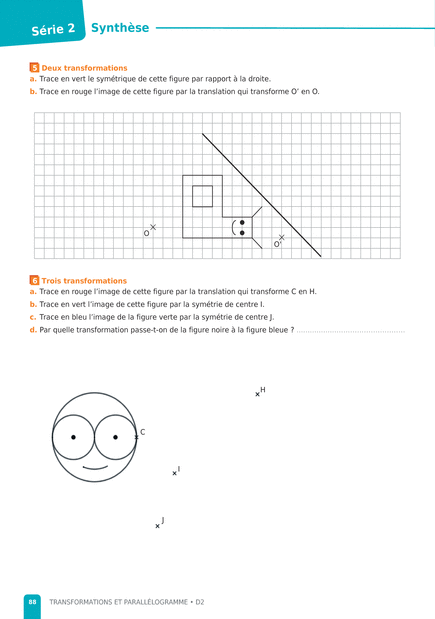 Série 2 Synthèse
5 Deux transformations
a. Trace en vert le symétrique de cette figure par rapport à la droite.
b. Trace en rouge l'image de cette figure par la translation qui transforme O' en O.
O
O'
6 Trois transformations
a. Trace en rouge l'image de cette figure par la translation qui transforme C en H.
b. Trace en vert l'image de cette figure par la symétrie de centre I.
c. Trace en bleu l'image de la figure verte par la symétrie de centre J.
d. Par quelle transformation passe-t-on de la figure noire à la figure bleue ? ............................................
H
C
I
J
88 TRANSFORMATIONS ET PARALLÉLOGRAMME • D2